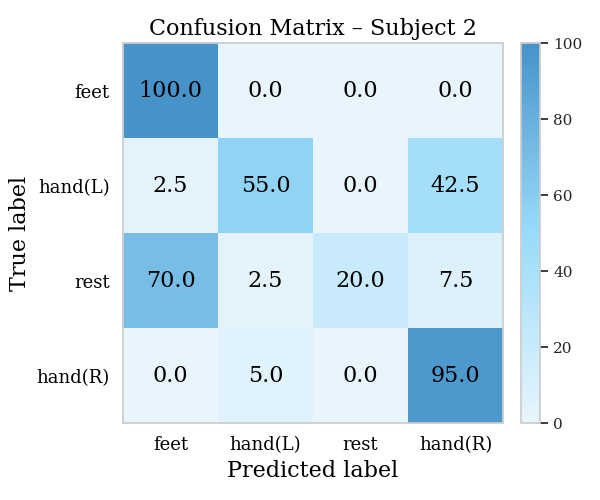 Confusion Matrix – Subject 2
True label
feet 100.0 0.0 0.0 0.0
hand(L) 2.5 55.0 0.0 42.5
rest 70.0 2.5 20.0 7.5
hand(R) 0.0 5.0 0.0 95.0
feet hand(L) rest hand(R)
Predicted label
100
80
60
40
20
0